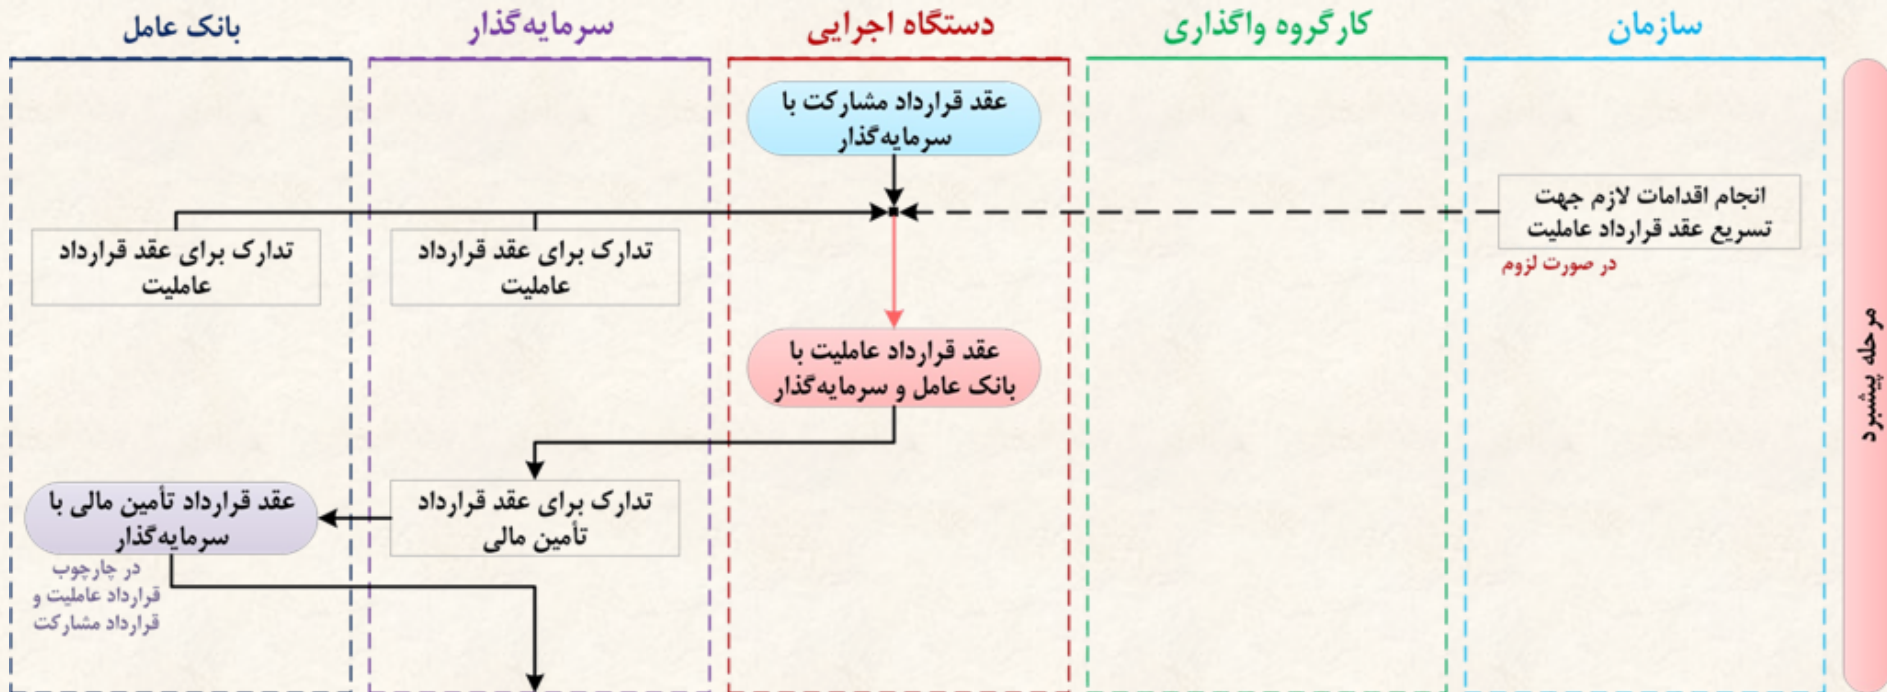 سازمان
کارگروه واگذاری
دستگاه اجرایی
سرمایه‌گذار
بانک عامل
مرحله پیشبرد
عقد قرارداد مشارکت با
سرمایه‌گذار
انجام اقدامات لازم جهت
تسریع عقد قرارداد عاملیت
در صورت لزوم
تدارک برای عقد قرارداد
عاملیت
تدارک برای عقد قرارداد
عاملیت
عقد قرارداد عاملیت با
بانک عامل و سرمایه‌گذار
تدارک برای عقد قرارداد
تأمین مالی
عقد قرارداد تأمین مالی با
سرمایه‌گذار
در چارچوب
قرارداد عاملیت و
قرارداد مشارکت